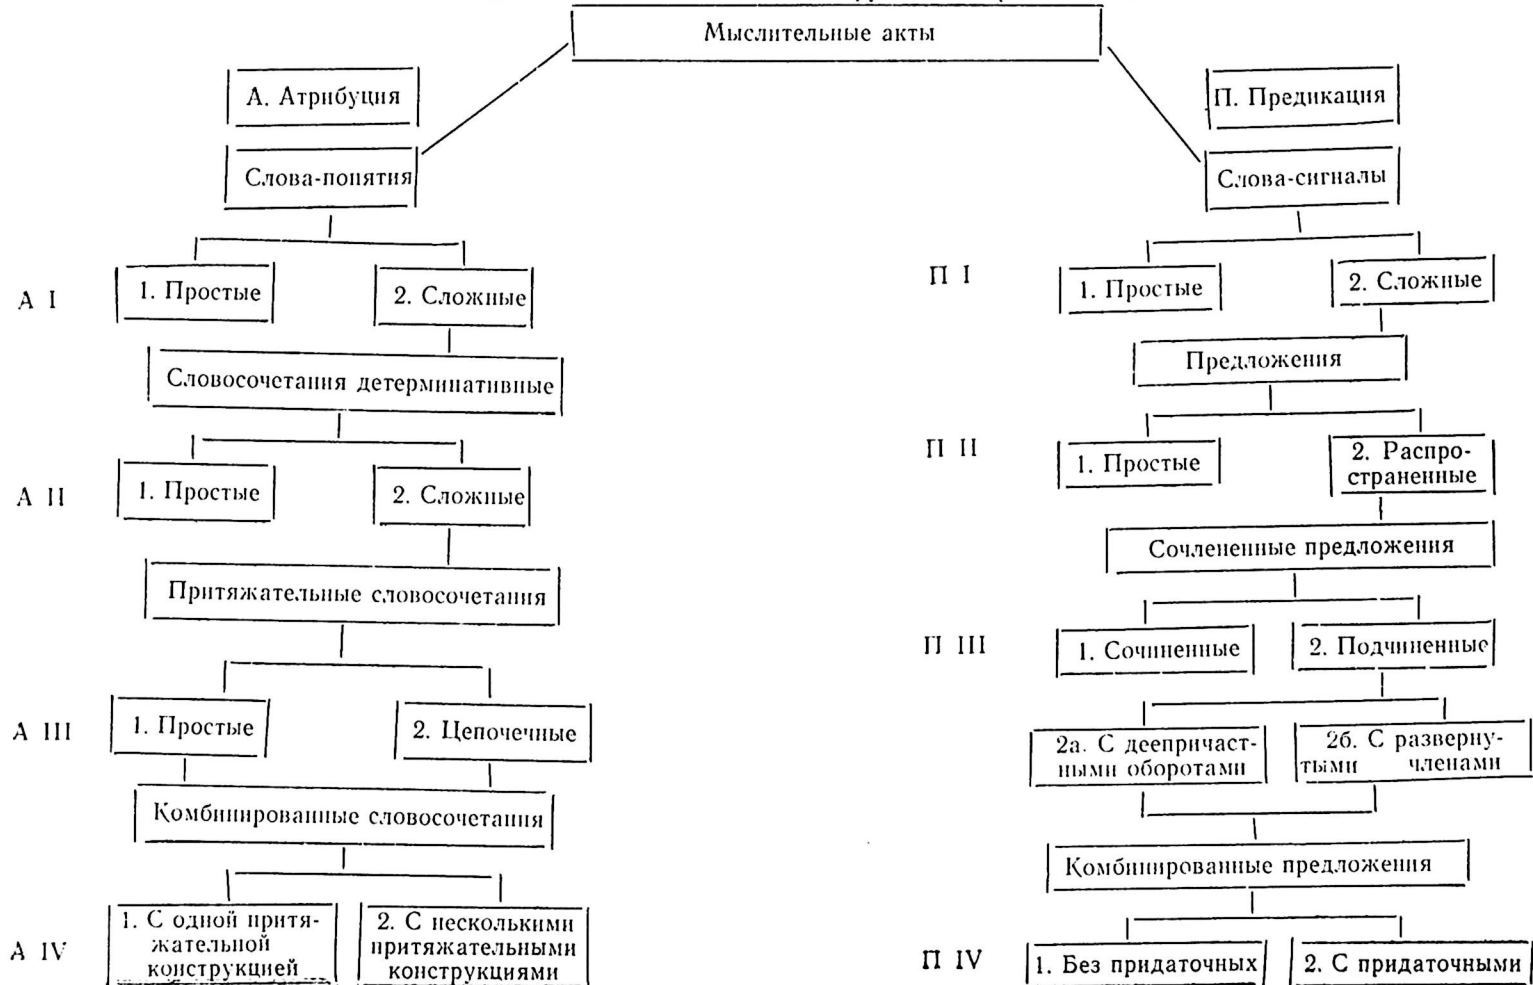 Мыслительные акты
А. Атрибуция
П. Предикация
Слова-понятия
Слова-сигналы
А I
1. Простые
2. Сложные
П I
1. Простые
2. Сложные
Словосочетания детерминативные
Предложения
А II
1. Простые
2. Сложные
П II
1. Простые
2. Распро-
страненные
Притяжательные словосочетания
Сочлененные предложения
П III
1. Сочиненные
2. Подчиненные
А III
1. Простые
2. Цепочечные
2а. С деепричаст-
ными оборотами
2б. С разверну-
тыми членами
Комбинированные словосочетания
Комбинированные предложения
А IV
1. С одной притя-
жательной
конструкцией
2. С несколькими
притяжательными
конструкциями
П IV
1. Без придаточных
2. С придаточными